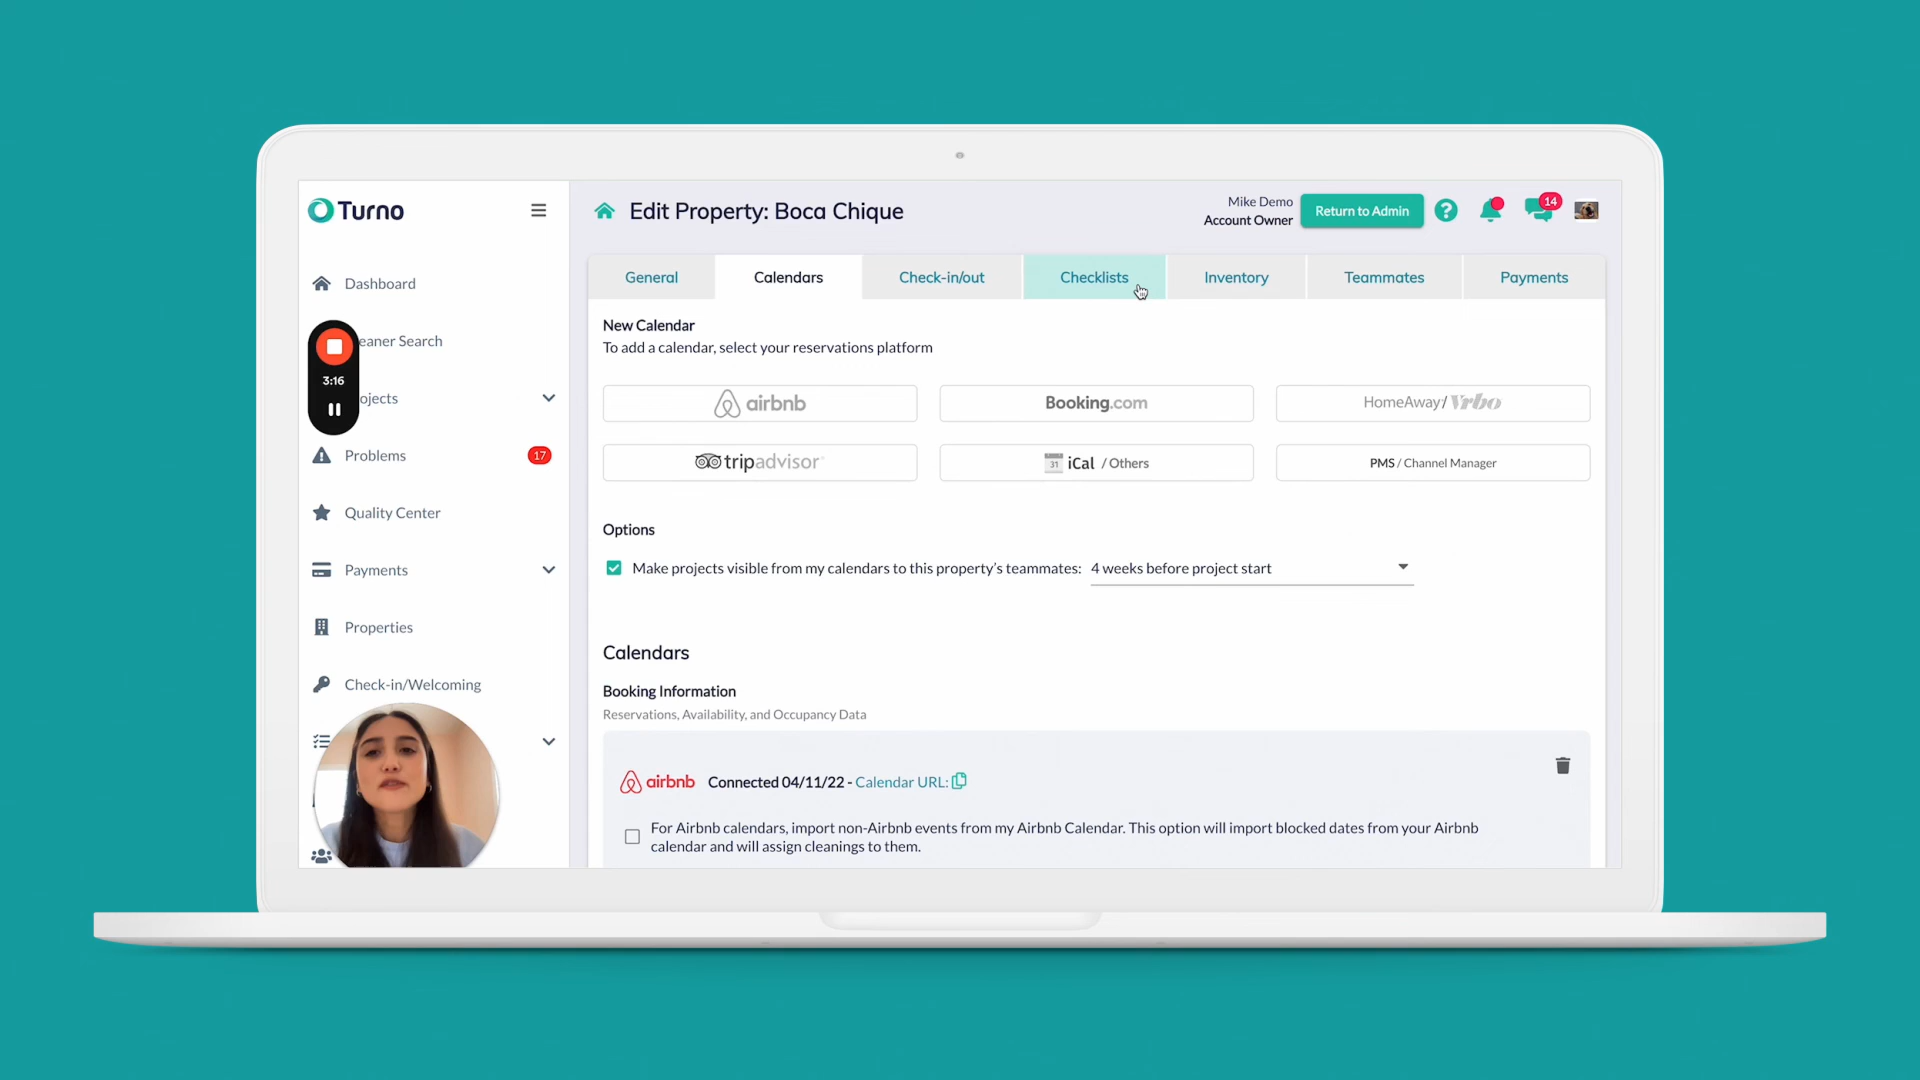 Turno
Edit Property: Boca Chique
Mike Demo
Account Owner
Return to Admin
?
14
Dashboard
eaner Search
ojects
Problems
17
Quality Center
Payments
Properties
Check-in/Welcoming
3:16
General
Calendars
Check-in/out
Checklists
Inventory
Teammates
Payments
New Calendar
To add a calendar, select your reservations platform
airbnb
Booking.com
HomeAway/ Vrbo
tripadvisor
31 iCal / Others
PMS / Channel Manager
Options
Make projects visible from my calendars to this property's teammates: 4 weeks before project start
Calendars
Booking Information
Reservations, Availability, and Occupancy Data
airbnb Connected 04/11/22 - Calendar URL:
For Airbnb calendars, import non-Airbnb events from my Airbnb Calendar. This option will import blocked dates from your Airbnb
calendar and will assign cleanings to them.